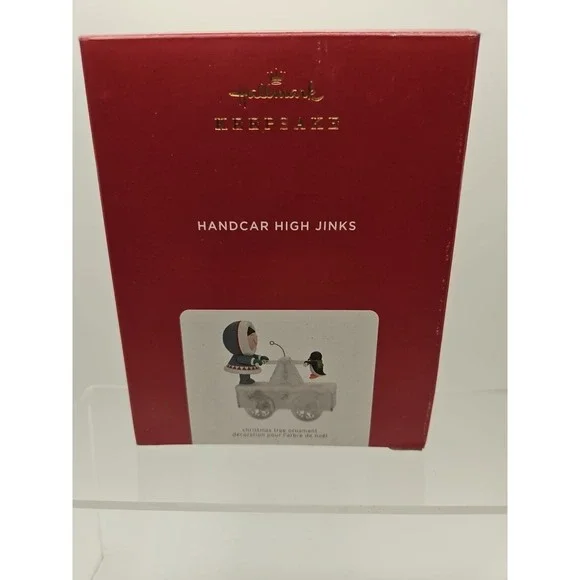 Hallmark
KEEPSAKE
HANDCAR HIGH JINKS
christmas tree ornament
décoration pour l'arbre de noël